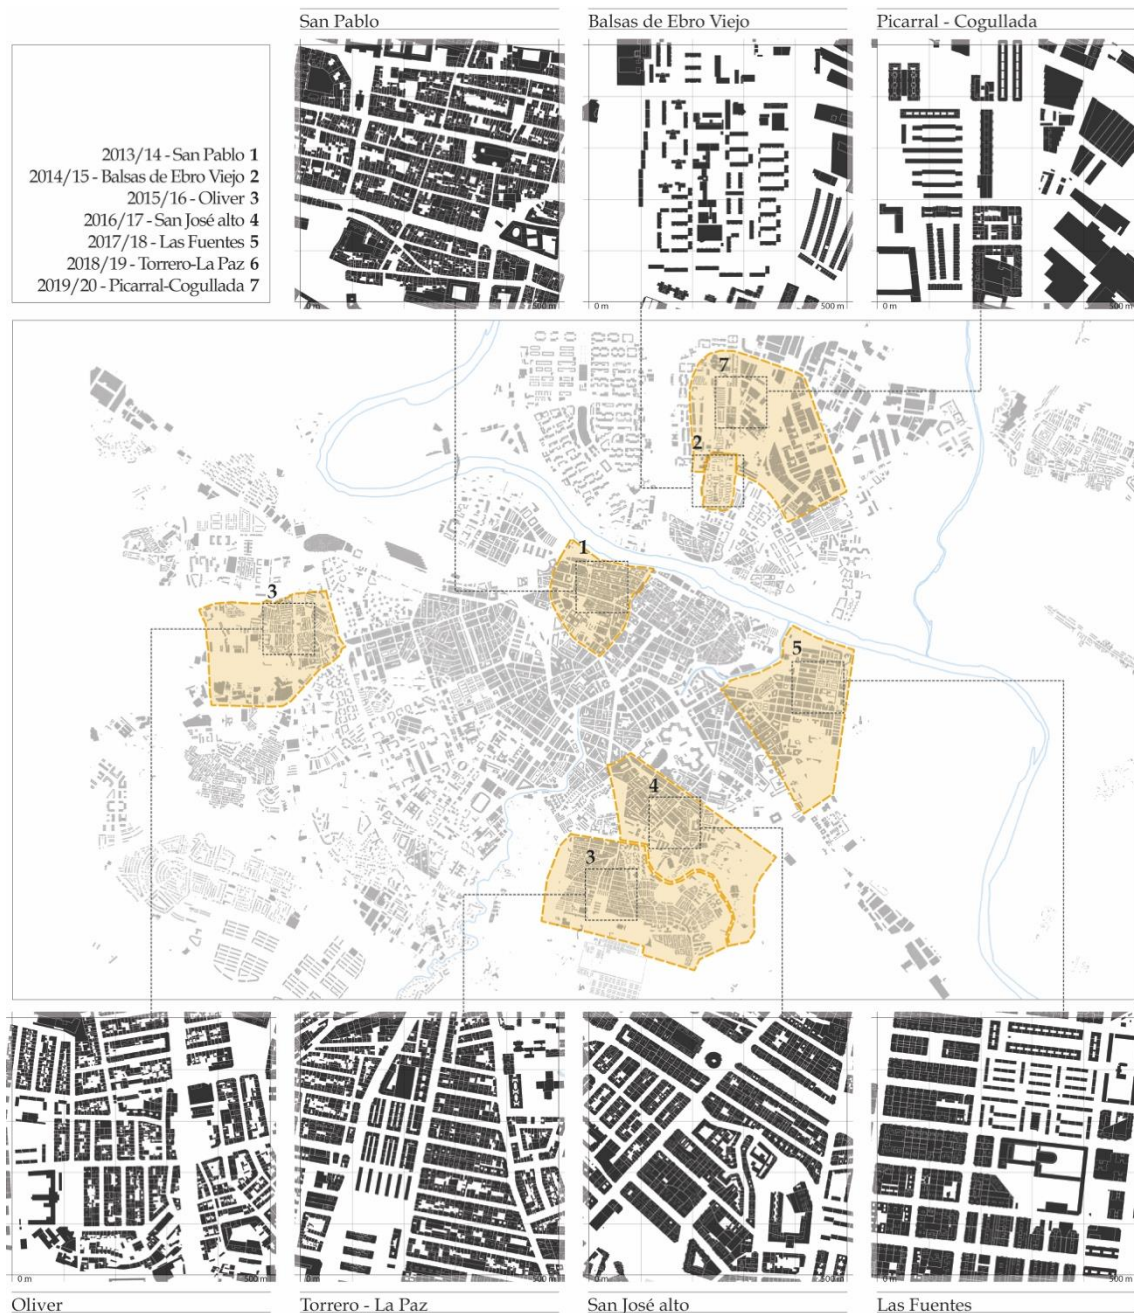 San Pablo
Balsas de Ebro Viejo
Picarral - Cogullada
2013/14 - San Pablo 1
2014/15 - Balsas de Ebro Viejo 2
2015/16 - Oliver 3
2016/17 - San José alto 4
2017/18 - Las Fuentes 5
2018/19 - Torrero-La Paz 6
2019/20 - Picarral-Cogullada 7
0 m 500 m
0 m 500 m
0 m 500 m
7
2
1
3
5
4
3
0 m 500 m
0 m 500 m
0 m 500 m
0 m 500 m
Oliver
Torrero - La Paz
San José alto
Las Fuentes